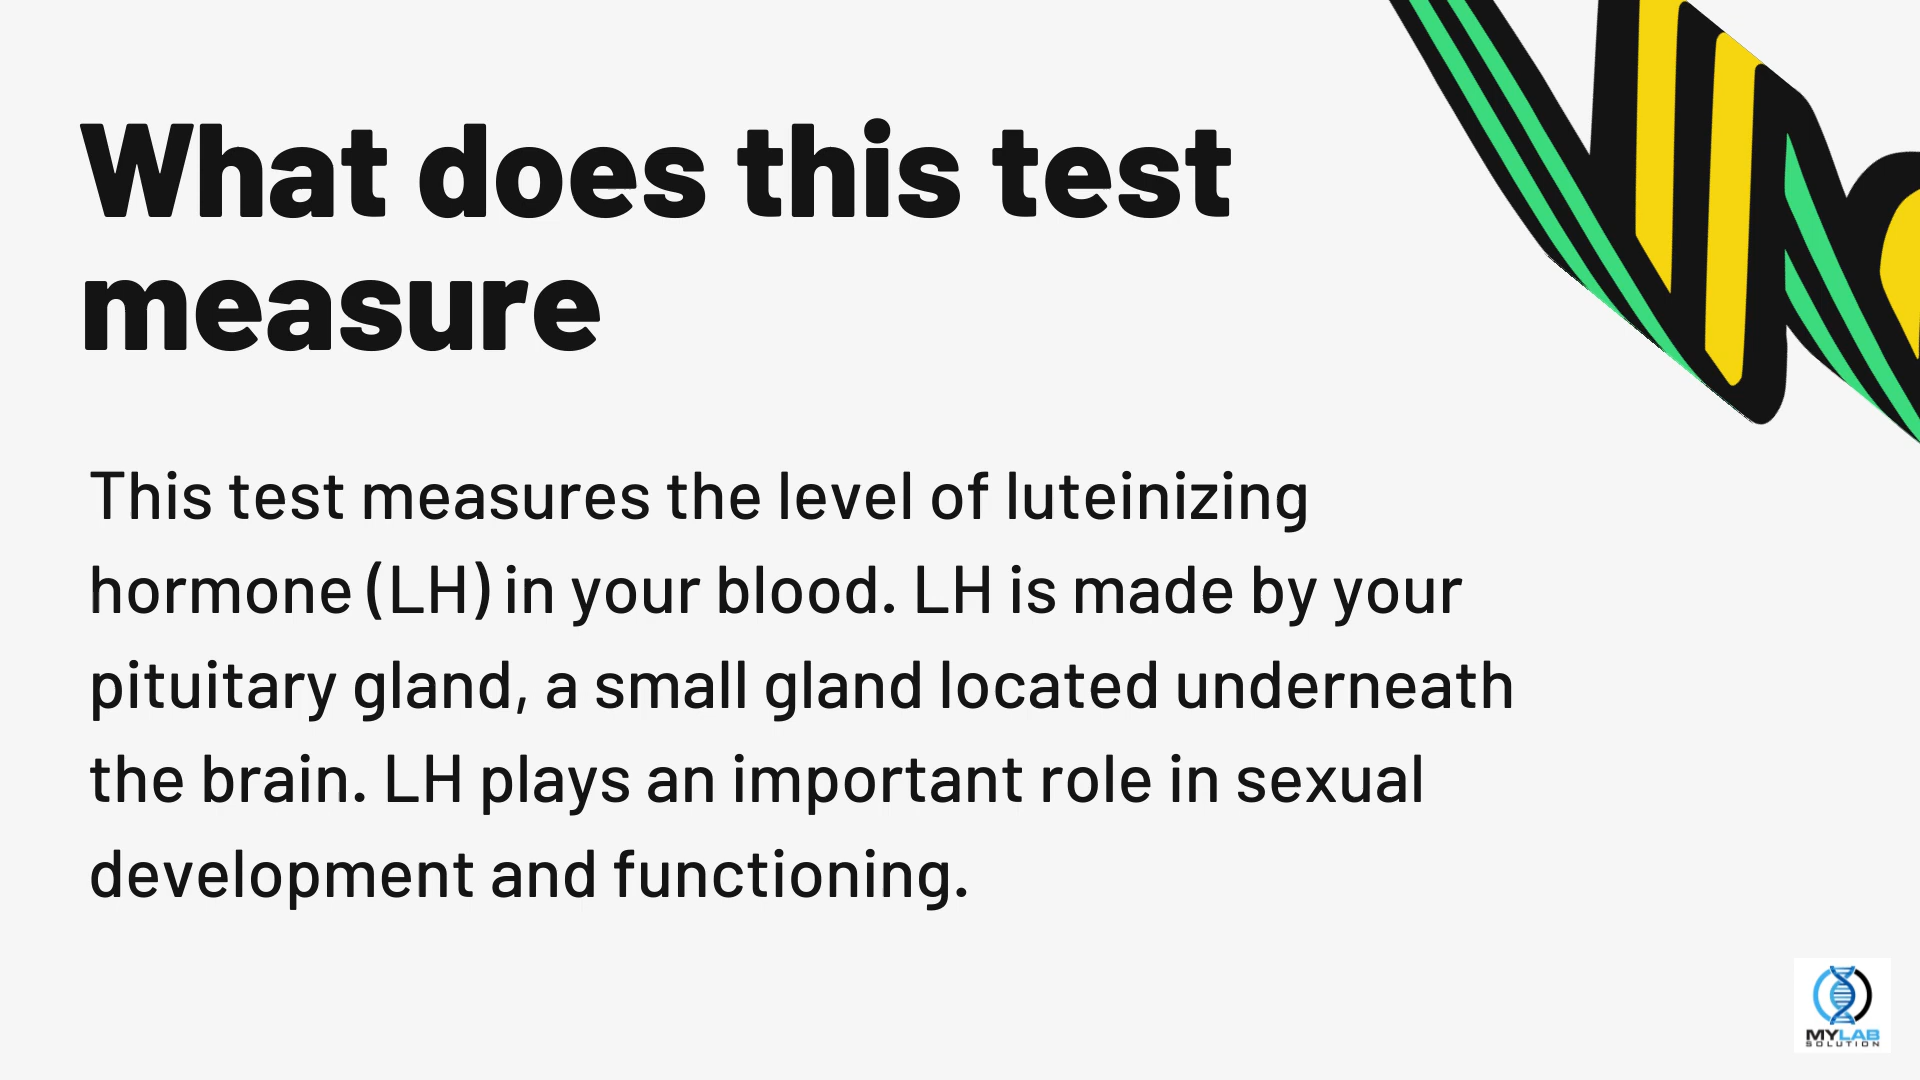 What does this test
measure
This test measures the level of luteinizing
hormone (LH) in your blood. LH is made by your
pituitary gland, a small gland located underneath
the brain. LH plays an important role in sexual
development and functioning.
MYLAB
SOLUTION